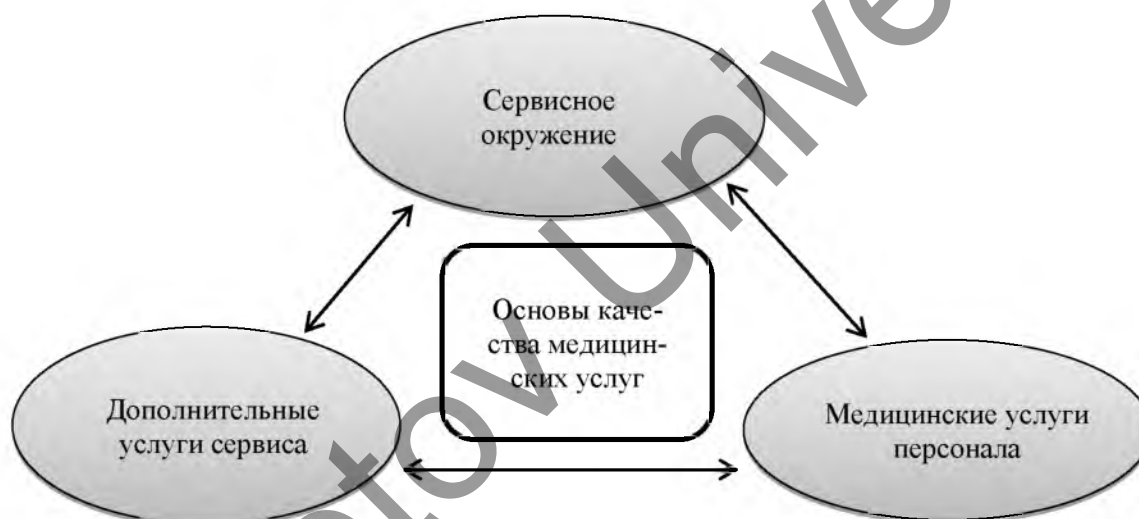 Сервисное
окружение
Основы каче-
ства медицин-
ских услуг
Дополнительные
услуги сервиса
Медицинские услуги
персонала